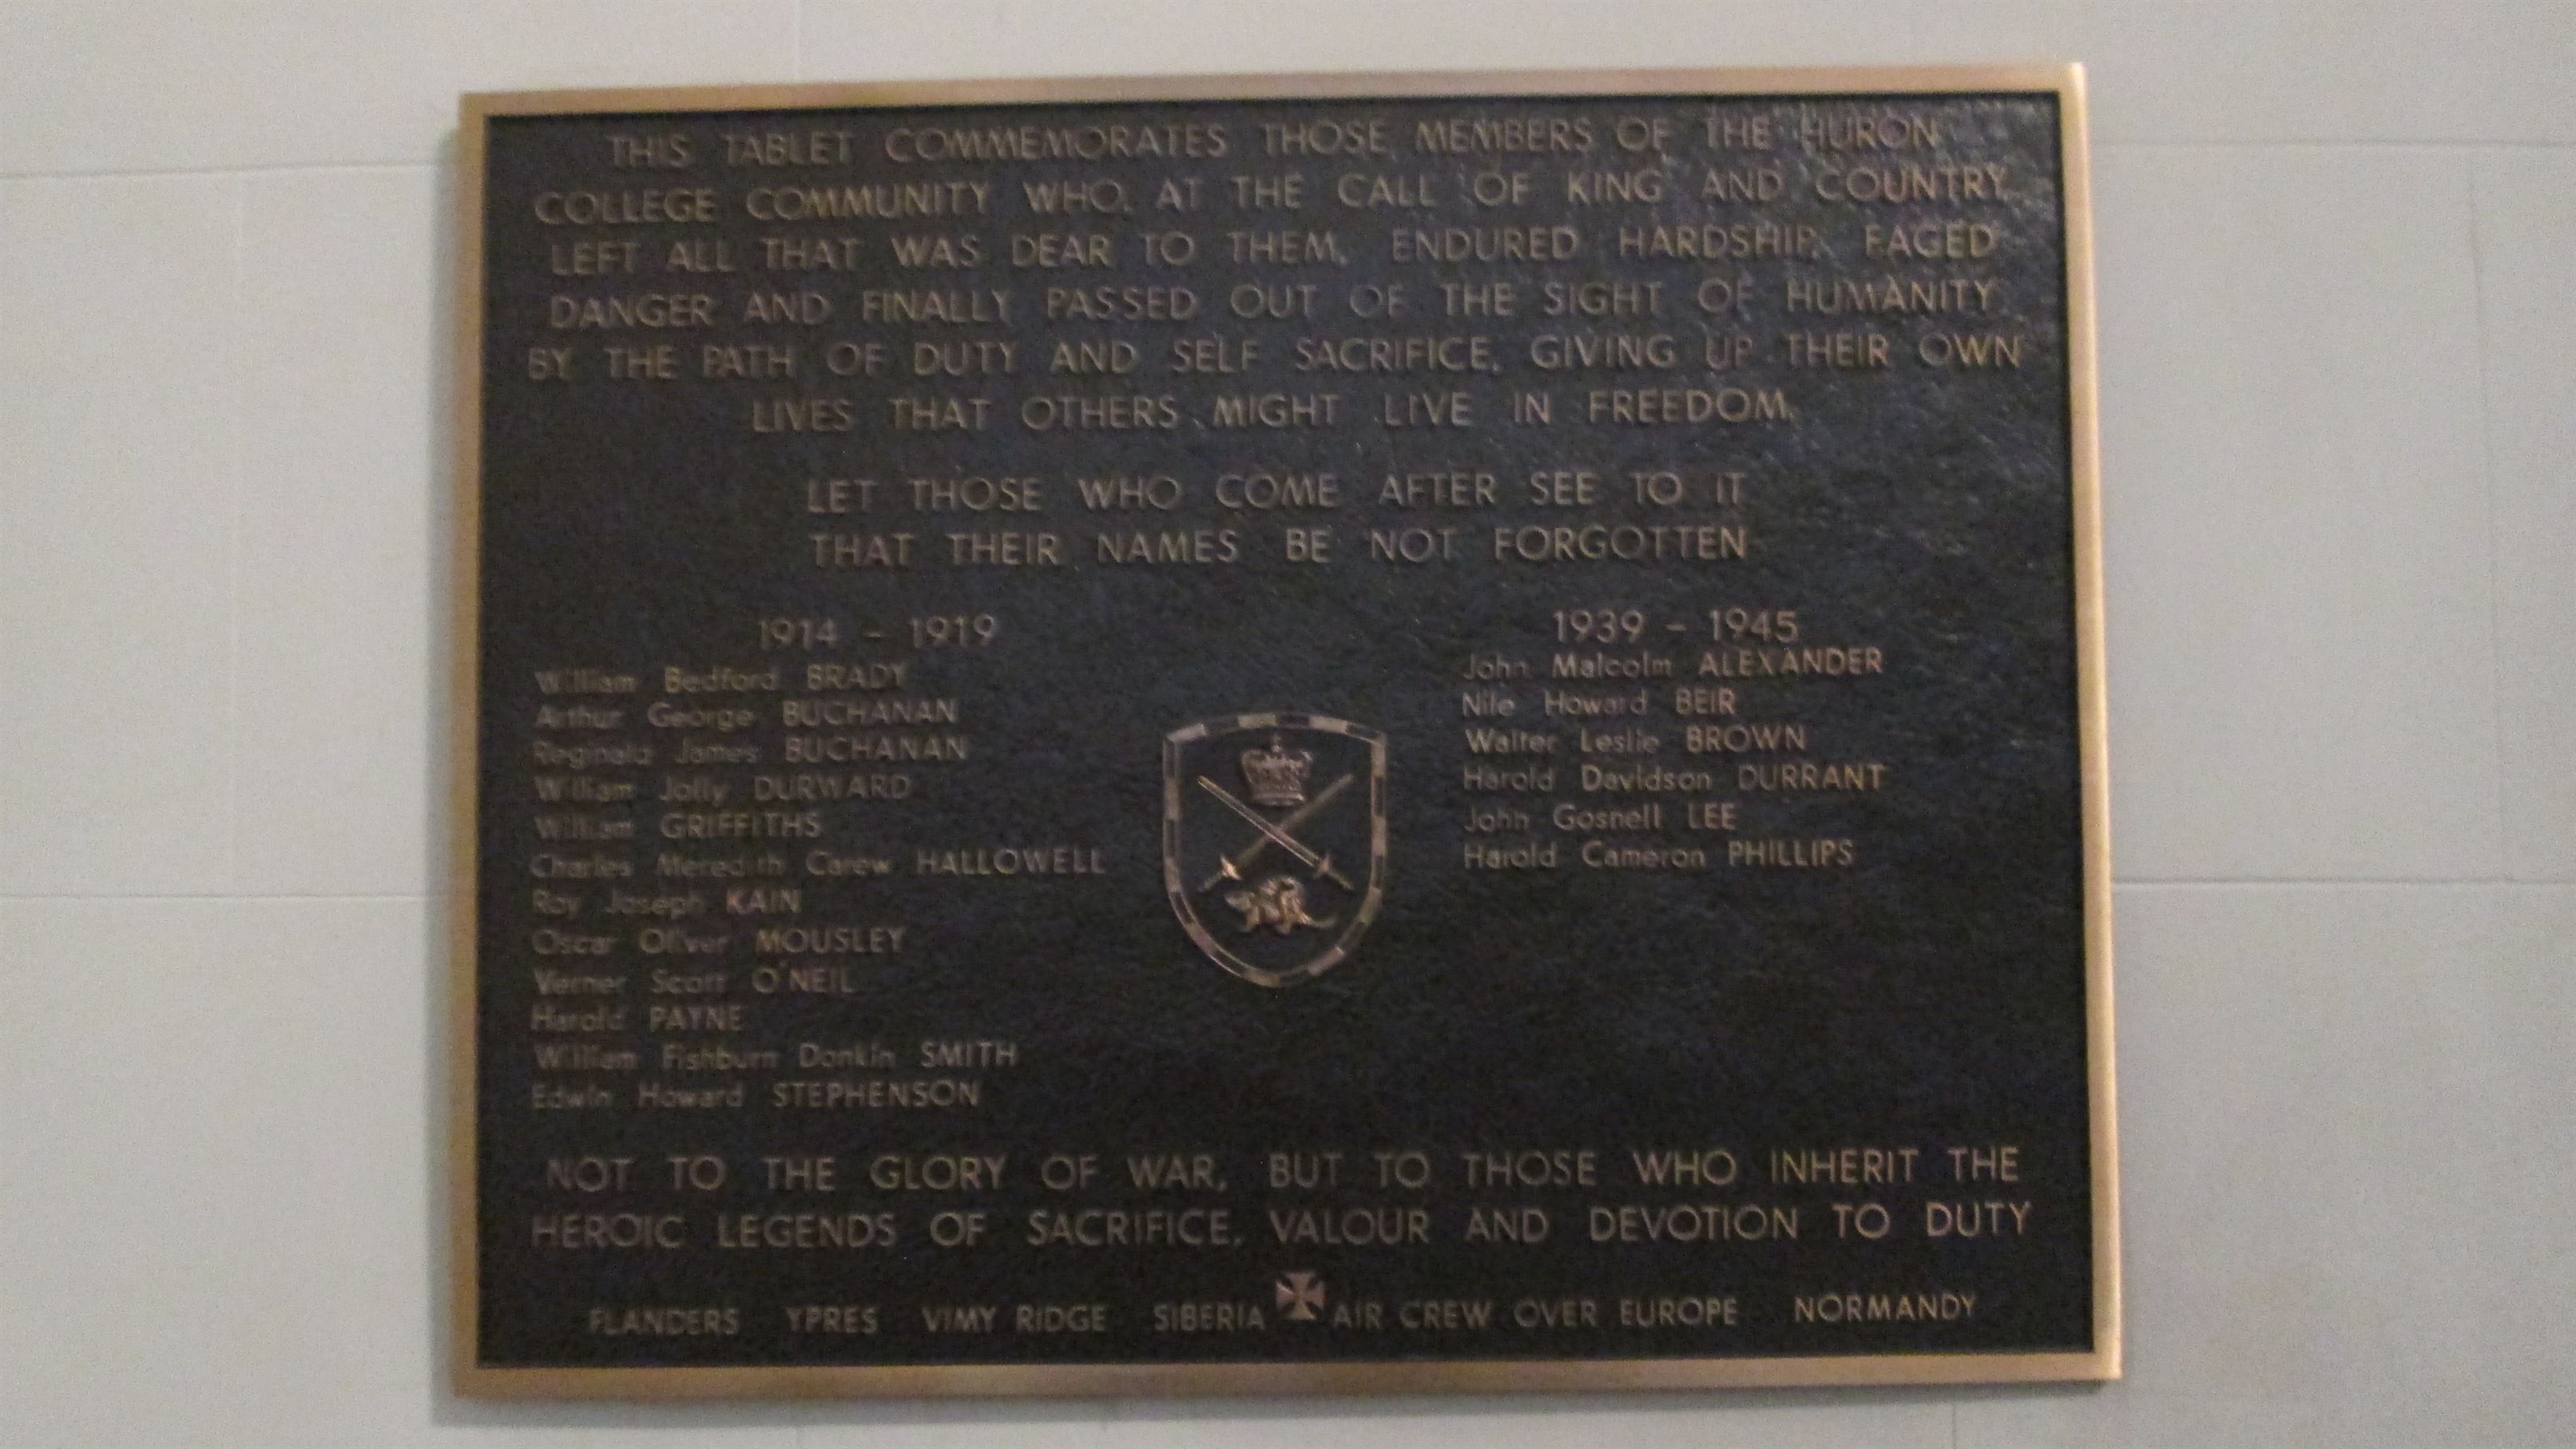 THIS TABLET COMMEMORATES THOSE MEMBERS OF THE HURON
COLLEGE COMMUNITY WHO, AT THE CALL OF KING AND COUNTRY,
LEFT ALL THAT WAS DEAR TO THEM, ENDURED HARDSHIP, FACED
DANGER AND FINALLY PASSED OUT OF THE SIGHT OF HUMANITY
BY THE PATH OF DUTY AND SELF SACRIFICE, GIVING UP THEIR OWN
LIVES THAT OTHERS MIGHT LIVE IN FREEDOM.
LET THOSE WHO COME AFTER SEE TO IT
THAT THEIR NAMES BE NOT FORGOTTEN
1914 - 1919
William Bedford BRADY
Arthur George BUCHANAN
Reginald James BUCHANAN
William Jolly DURWARD
William GRIFFITHS
Charles Meredith Carew HALLOWELL
Roy Joseph KAIN
Oscar Oliver MOUSLEY
Verner Scott O'NEIL
Harold PAYNE
William Fishburn Donkin SMITH
Edwin Howard STEPHENSON
1939 - 1945
John Malcolm ALEXANDER
Nile Howard BEIR
Walter Leslie BROWN
Harold Davidson DURRANT
John Gosnell LEE
Harold Cameron PHILLIPS
NOT TO THE GLORY OF WAR, BUT TO THOSE WHO INHERIT THE
HEROIC LEGENDS OF SACRIFICE, VALOUR AND DEVOTION TO DUTY
FLANDERS YPRES VIMY RIDGE SIBERIA AIR CREW OVER EUROPE NORMANDY